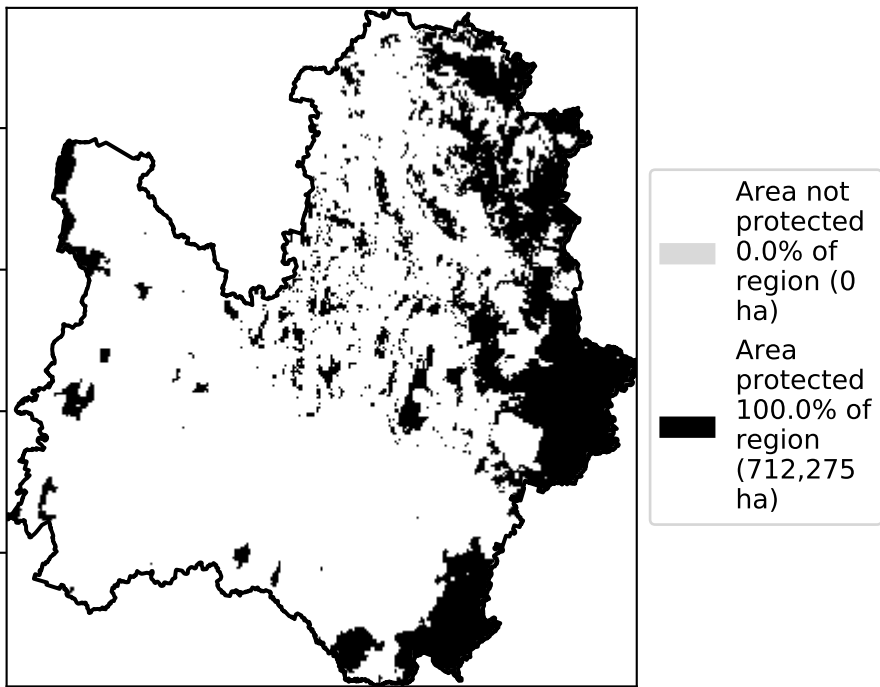 Area not
protected
0.0% of
region (0
ha)
Area
protected
100.0% of
region
(712,275
ha)